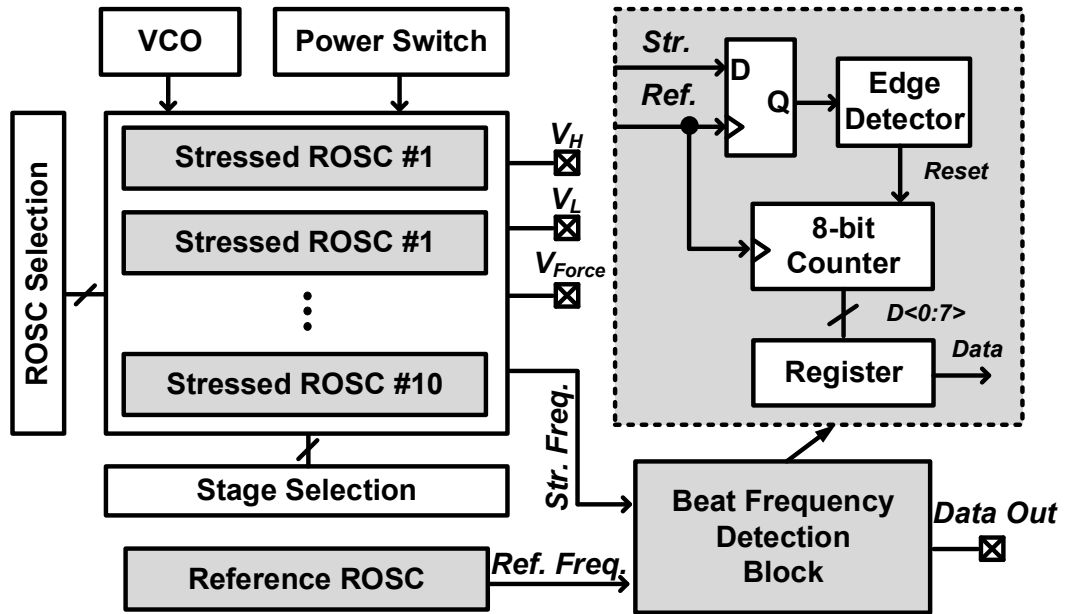 VCO
Power Switch
ROSC Selection
Stressed ROSC #1
Stressed ROSC #1
Stressed ROSC #10
V_H
V_L
V_Force
Stage Selection
Str. Freq.
Reference ROSC
Ref. Freq.
Str.
Ref.
D
Q
Edge
Detector
Reset
8-bit
Counter
D<0:7>
Register
Data
Beat Frequency
Detection
Block
Data Out